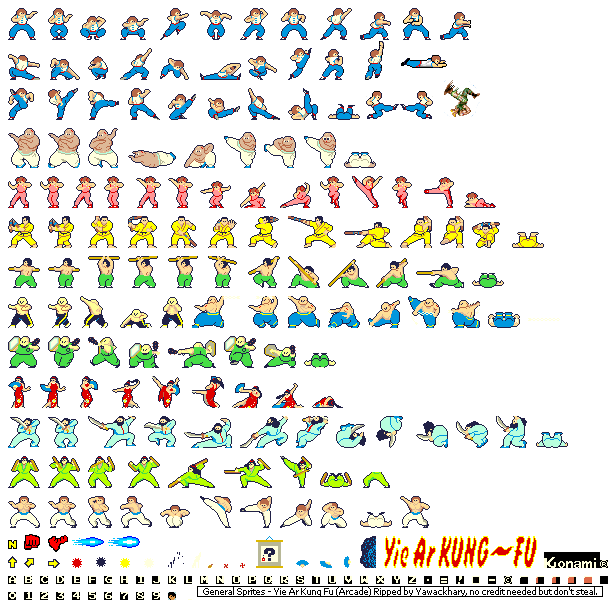 N
?
Yie Ar KUNG~FU
Konami®
A B C D E F G H I J K L M N O P Q R S T U V W X Y Z
0 1 2 3 4 5 6 7 8 9
General Sprites - Yie Ar Kung Fu (Arcade) Ripped by Yawackhary, no credit needed but don't steal.